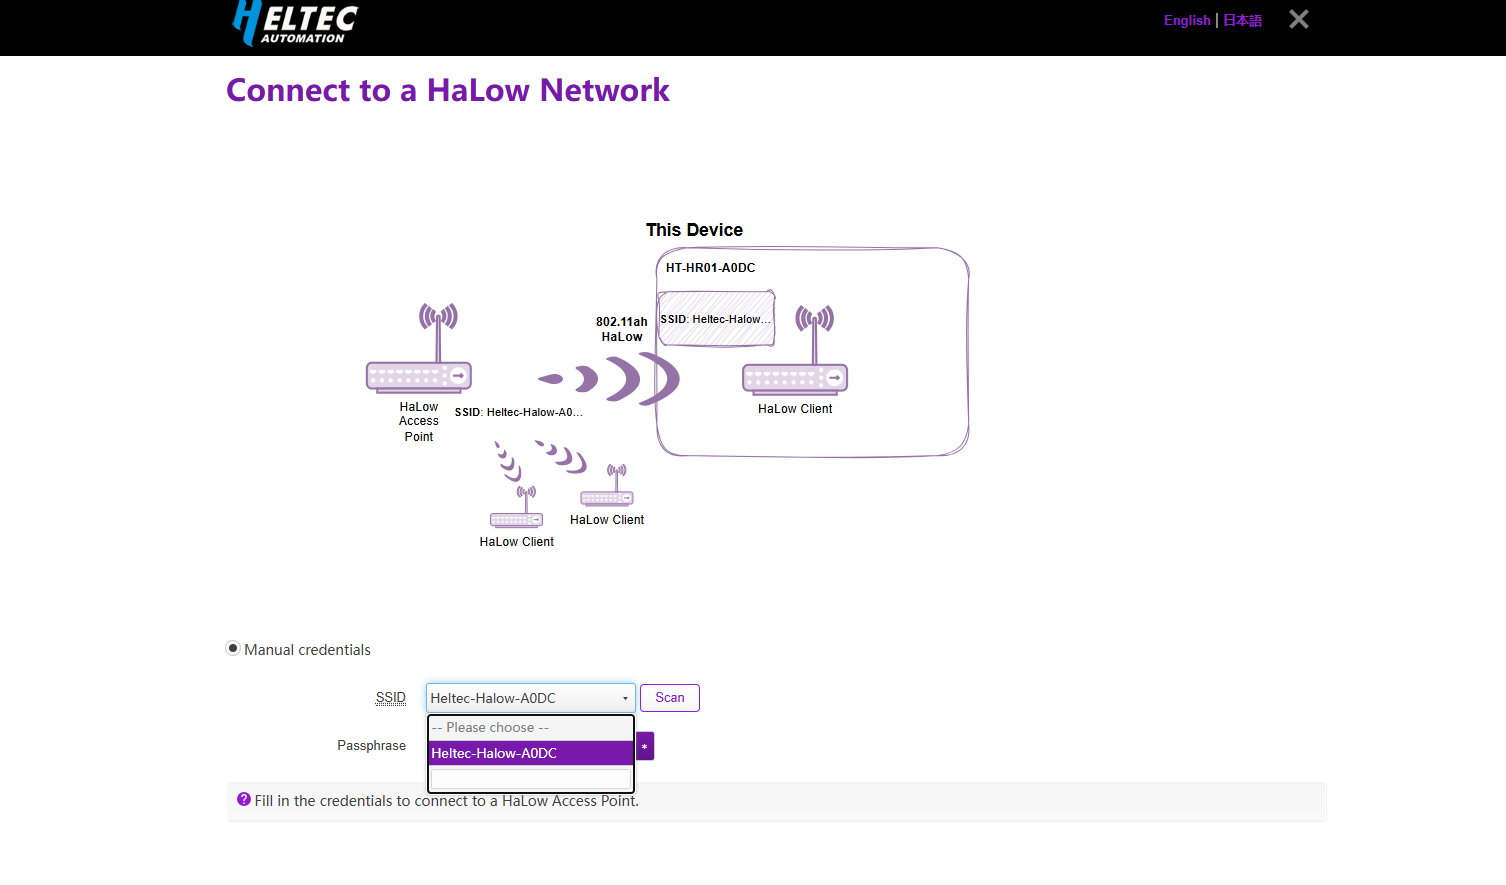 HELTEC
AUTOMATION
English | 日本語
Connect to a HaLow Network
This Device
HT-HR01-A0DC
SSID: Heltec-Halow...
802.11ah
HaLow
HaLow
Access
Point
SSID: Heltec-Halow-A0...
HaLow Client
HaLow Client
HaLow Client
Manual credentials
SSID
Heltec-Halow-A0DC
Scan
-- Please choose --
Heltec-Halow-A0DC
Passphrase
*
Fill in the credentials to connect to a HaLow Access Point.